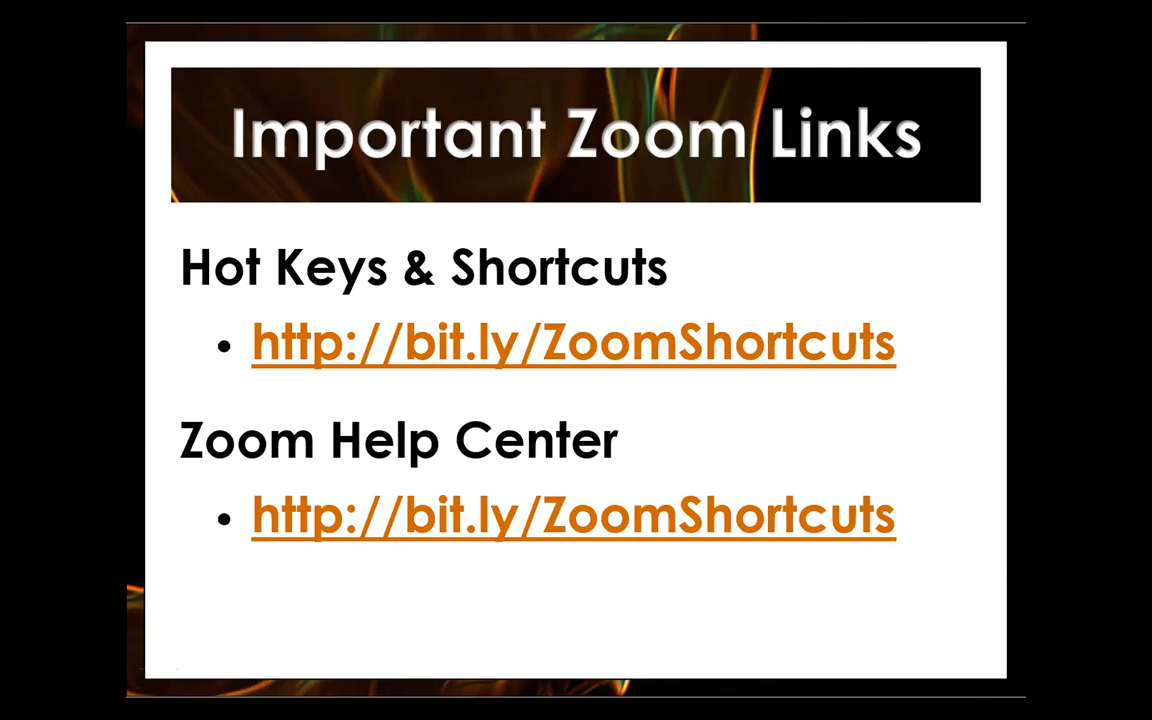 Important Zoom Links
Hot Keys & Shortcuts
• http://bit.ly/ZoomShortcuts
Zoom Help Center
• http://bit.ly/ZoomShortcuts